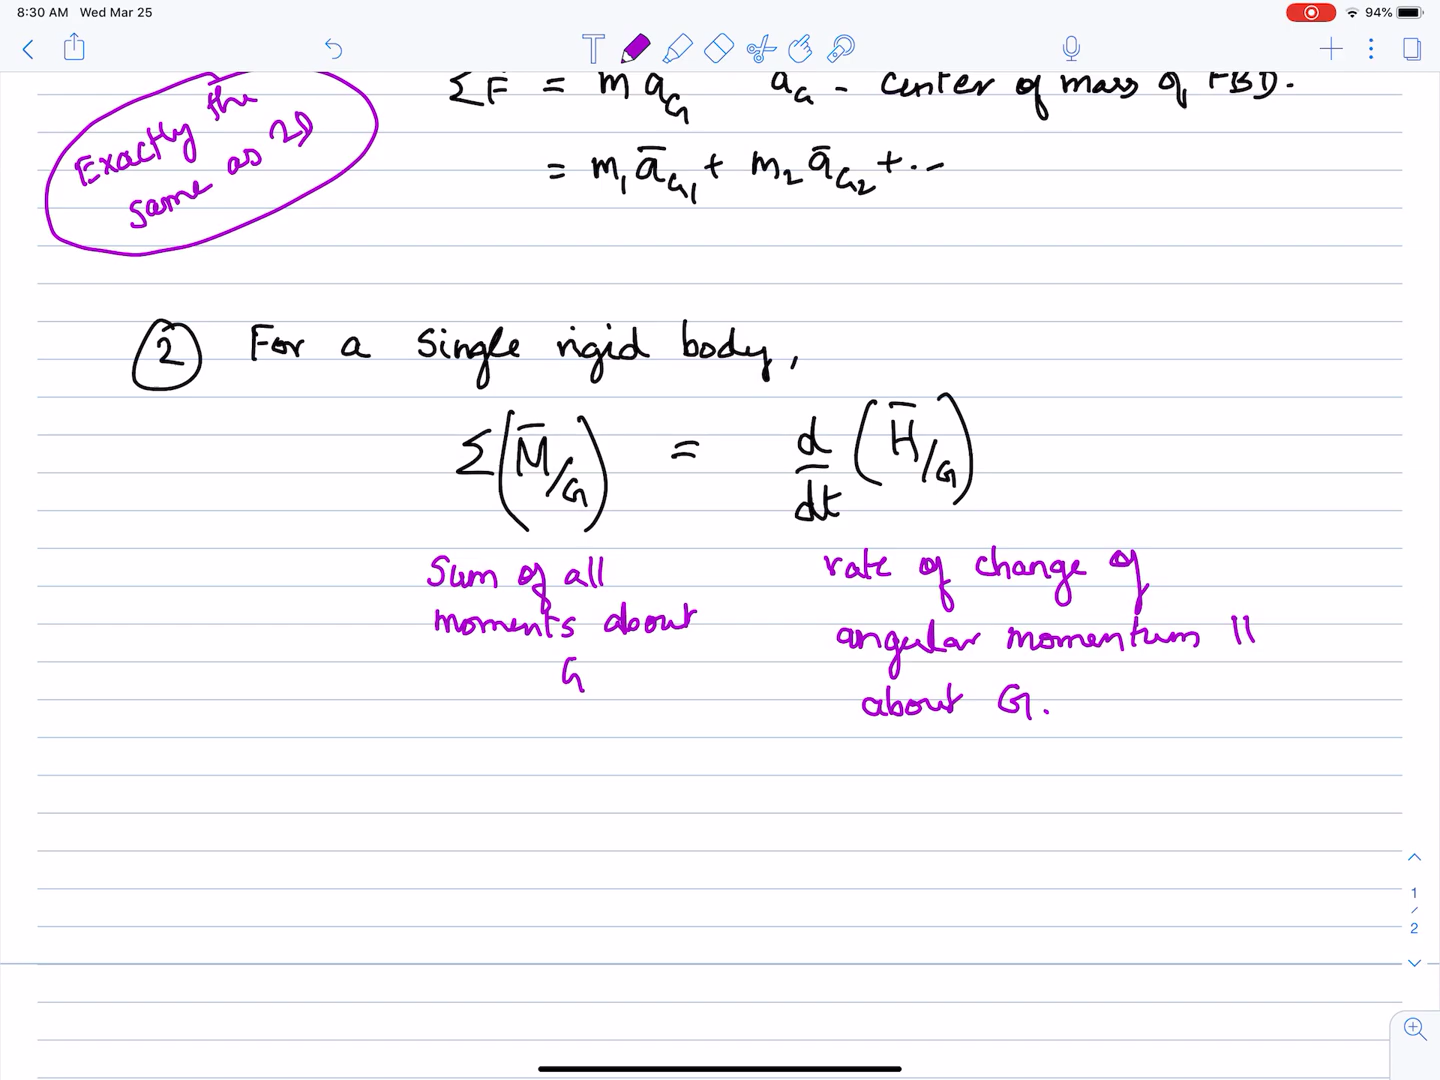 8:30 AM Wed Mar 25
94%
T
ΣF = m a_G a_G - center of mass of FBD.
= m₁ā_G₁ + m₂ ā_G₂ + ...
Exactly the
same as 2D
② For a single rigid body,
Σ(M̄/G) = d/dt (H̄/G)
Sum of all
moments about
G
rate of change of
angular momentum ||
about G.
1
/
2